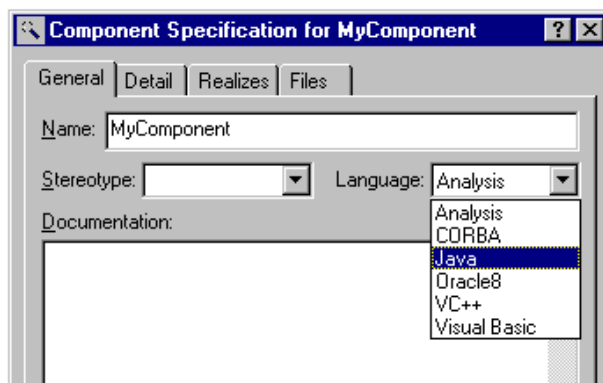 Component Specification for MyComponent
General Detail Realizes Files
Name: MyComponent
Stereotype: Language: Analysis
Documentation:
Analysis
CORBA
Java
Oracle8
VC++
Visual Basic